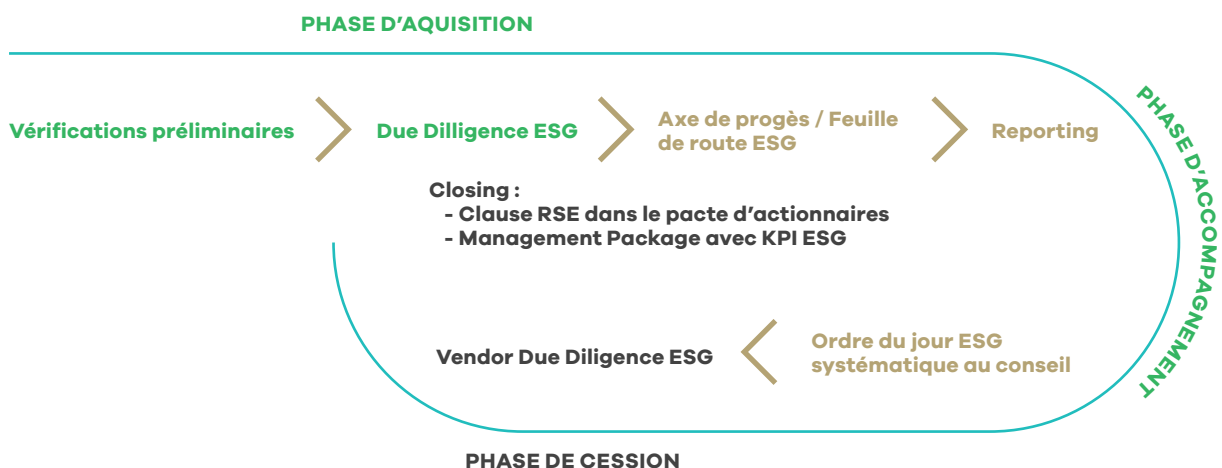 PHASE D’AQUISITION
Vérifications préliminaires
Due Dilligence ESG
Axe de progès / Feuille
de route ESG
Reporting
PHASE D’ACCCOMPAGNEMENT
Closing :
- Clause RSE dans le pacte d’actionnaires
- Management Package avec KPI ESG
Ordre du jour ESG
systématique au conseil
Vendor Due Diligence ESG
PHASE DE CESSION